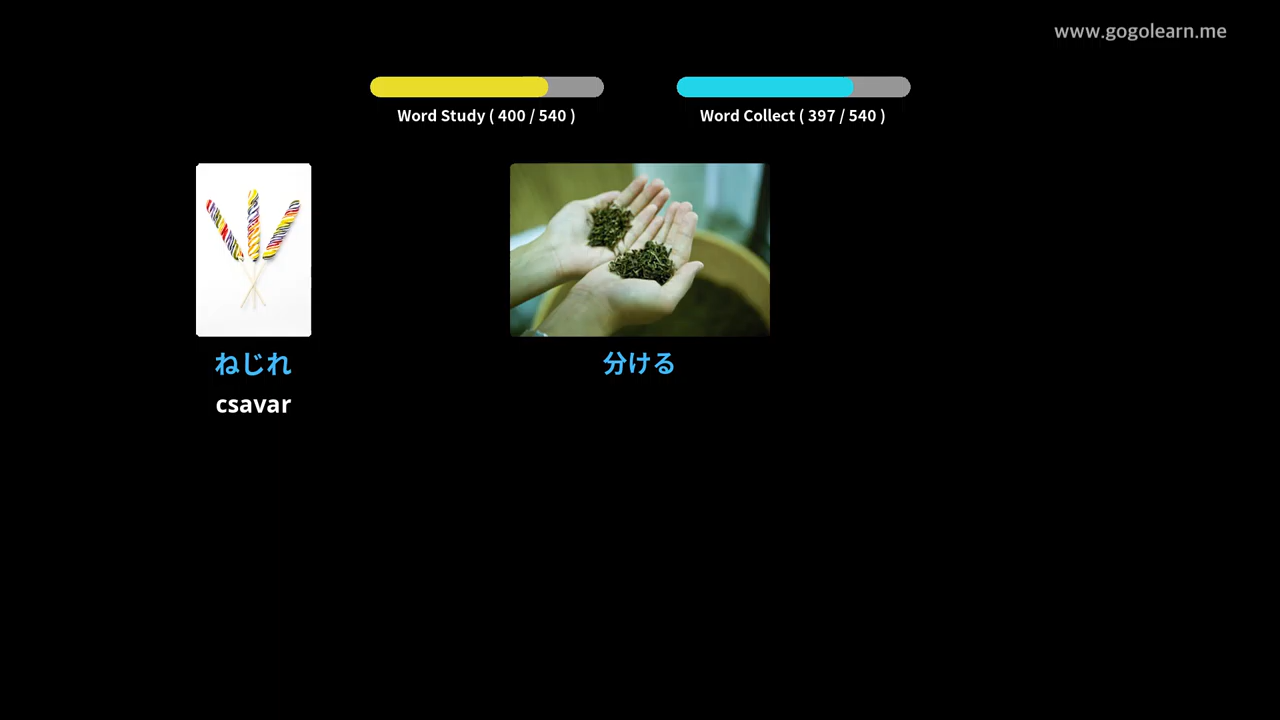 www.gogolearn.me
Word Study ( 400 / 540 )
Word Collect ( 397 / 540 )
ねじれ
csavar
分ける